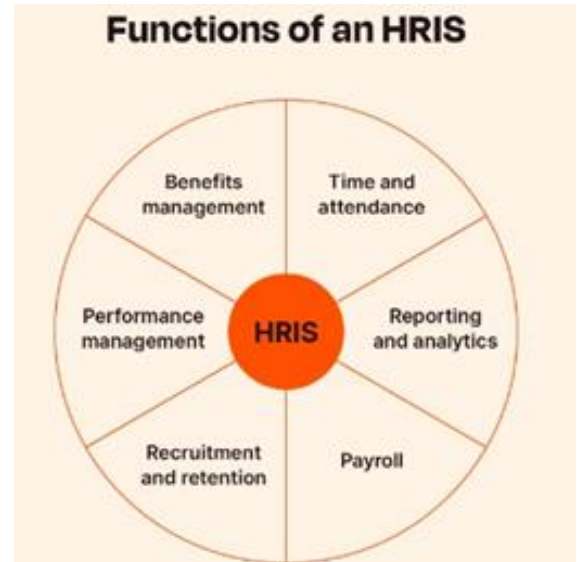 Functions of an HRIS
Benefits
management
Time and
attendance
Performance
management
HRIS
Reporting
and analytics
Recruitment
and retention
Payroll